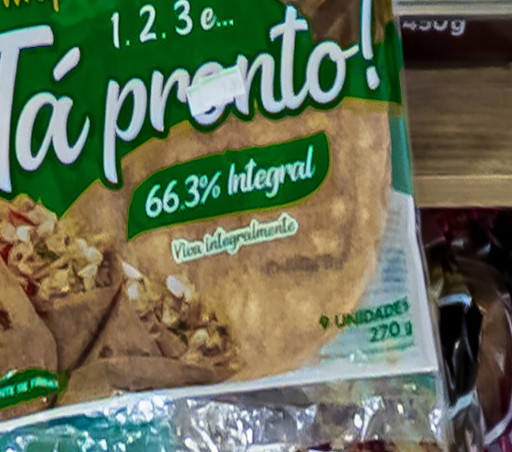 1. 2. 3 e...
Tá pronto!
66.3% Integral
Viva integralmente
9 UNIDADES
270 g
450g